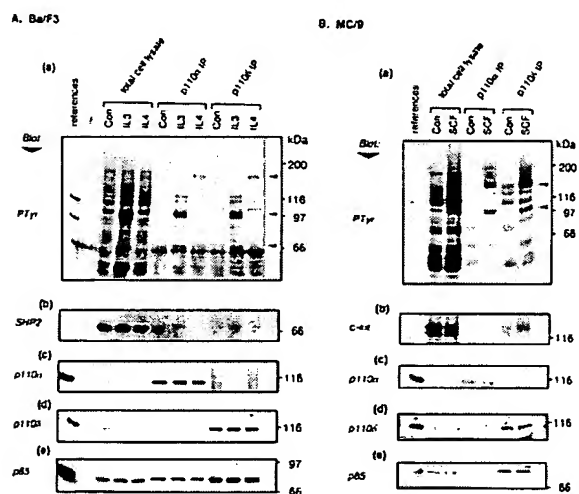 A. Ba/F3
(a)
references
total cell lysate
p110α IP
p110δ IP
Con
IL3
IL4
Con
IL3
IL4
Con
IL3
IL4
Blot
kDa
200
116
97
66
PTyr
(b)
SHP2
66
(c)
p110α
116
(d)
116
(e)
p85
97
66
B. MC/9
(a)
references
total cell lysate
p110α IP
p110δ IP
Con
SCF
Con
SCF
Con
SCF
Blot:
kDa
200
116
97
66
PTyr
(b)
c-kit
116
(c)
p110α
116
(d)
p110δ
116
(e)
p85
66